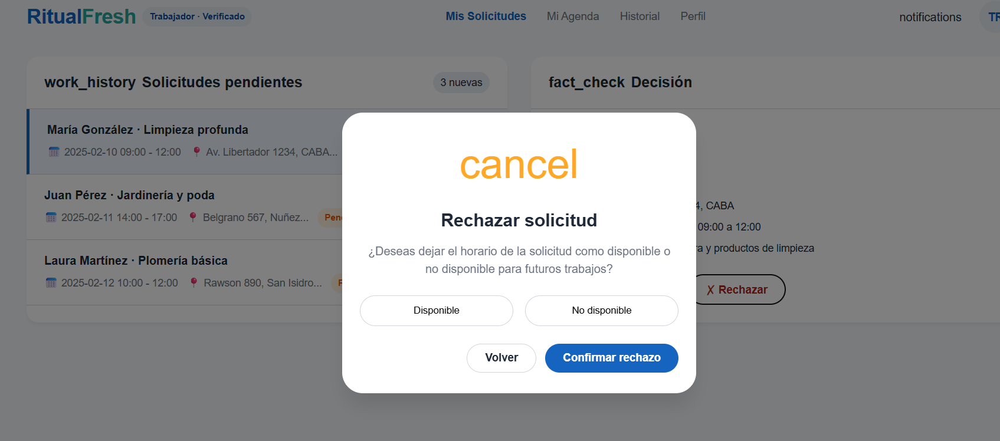 RitualFresh Trabajador · Verificado Mis Solicitudes Mi Agenda Historial Perfil notifications
work_history Solicitudes pendientes 3 nuevas
María González · Limpieza profunda
2025-02-10 09:00 - 12:00 Av. Libertador 1234, CABA...
Juan Pérez · Jardinería y poda
2025-02-11 14:00 - 17:00 Belgrano 567, Nuñez...
Laura Martínez · Plomería básica
2025-02-12 10:00 - 12:00 Rawson 890, San Isidro...
fact_check Decisión
, CABA
09:00 a 12:00
y productos de limpieza
✗ Rechazar
cancel
Rechazar solicitud
¿Deseas dejar el horario de la solicitud como disponible o
no disponible para futuros trabajos?
Disponible No disponible
Volver Confirmar rechazo